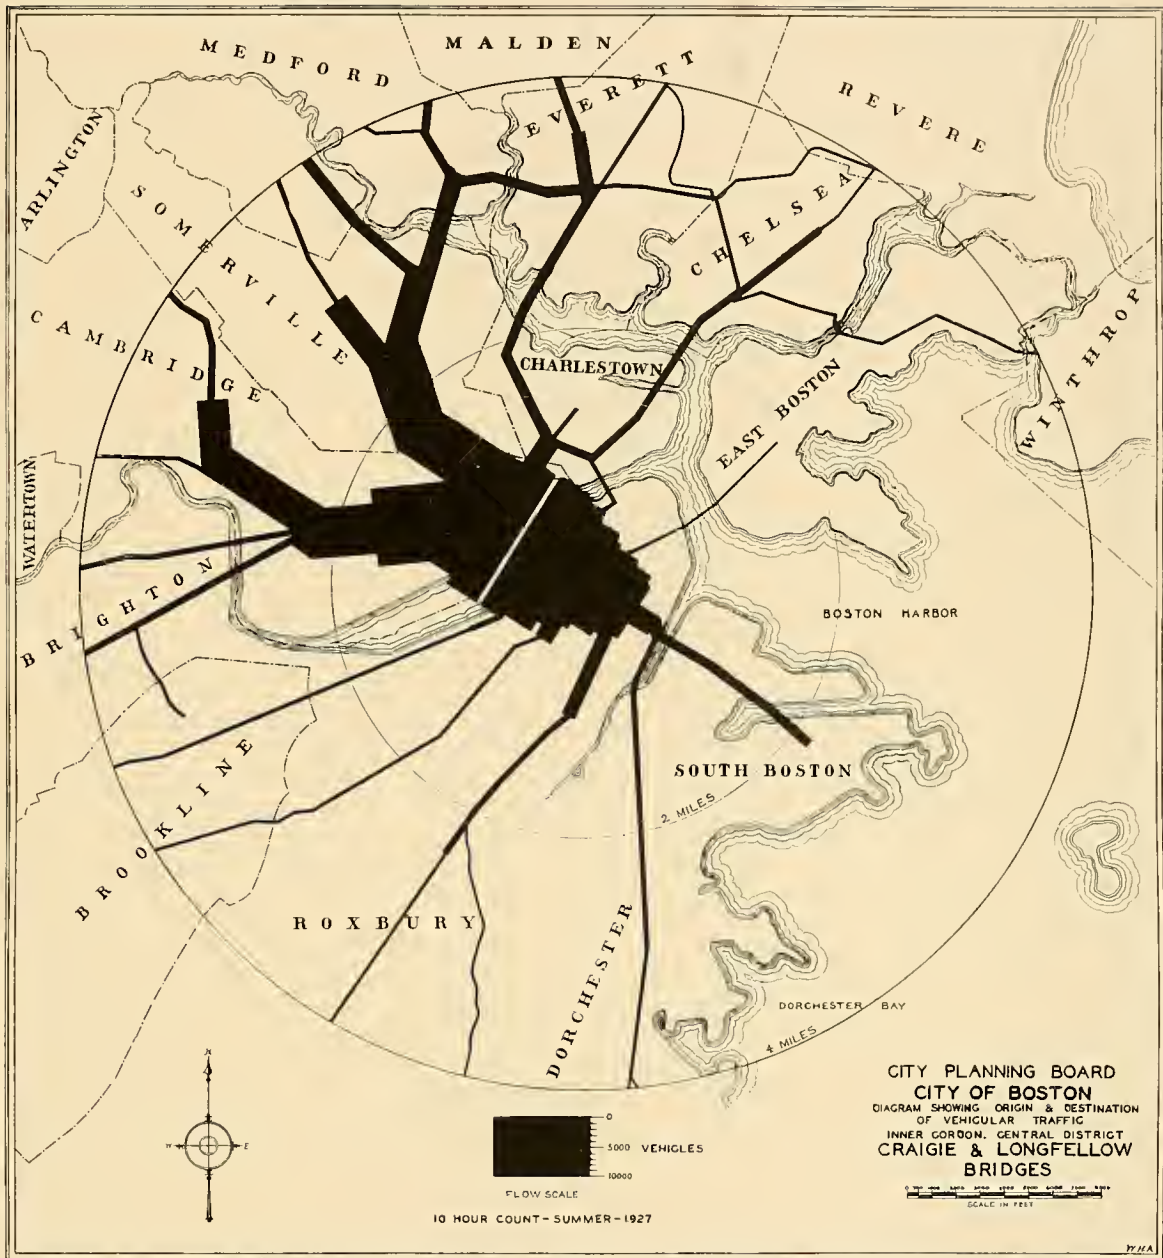 MEDFORD
MALDEN
EVERETT
REVERE
ARLINGTON
SOMERVILLE
CHELSEA
CAMBRIDGE
WINTHROP
CHARLESTOWN
EAST BOSTON
WATERTOWN
BRIGHTON
BOSTON HARBOR
BROOKLINE
SOUTH BOSTON
2 MILES
ROXBURY
DORCHESTER
DORCHESTER BAY
4 MILES
N
W
E
0
5000 VEHICLES
10000
FLOW SCALE
10 HOUR COUNT-SUMMER-1927
CITY PLANNING BOARD
CITY OF BOSTON
DIAGRAM SHOWING ORIGIN & DESTINATION
OF VEHICULAR TRAFFIC
INNER CORDON, CENTRAL DISTRICT
CRAIGIE & LONGFELLOW
BRIDGES
SCALE IN FEET
W.H.A.